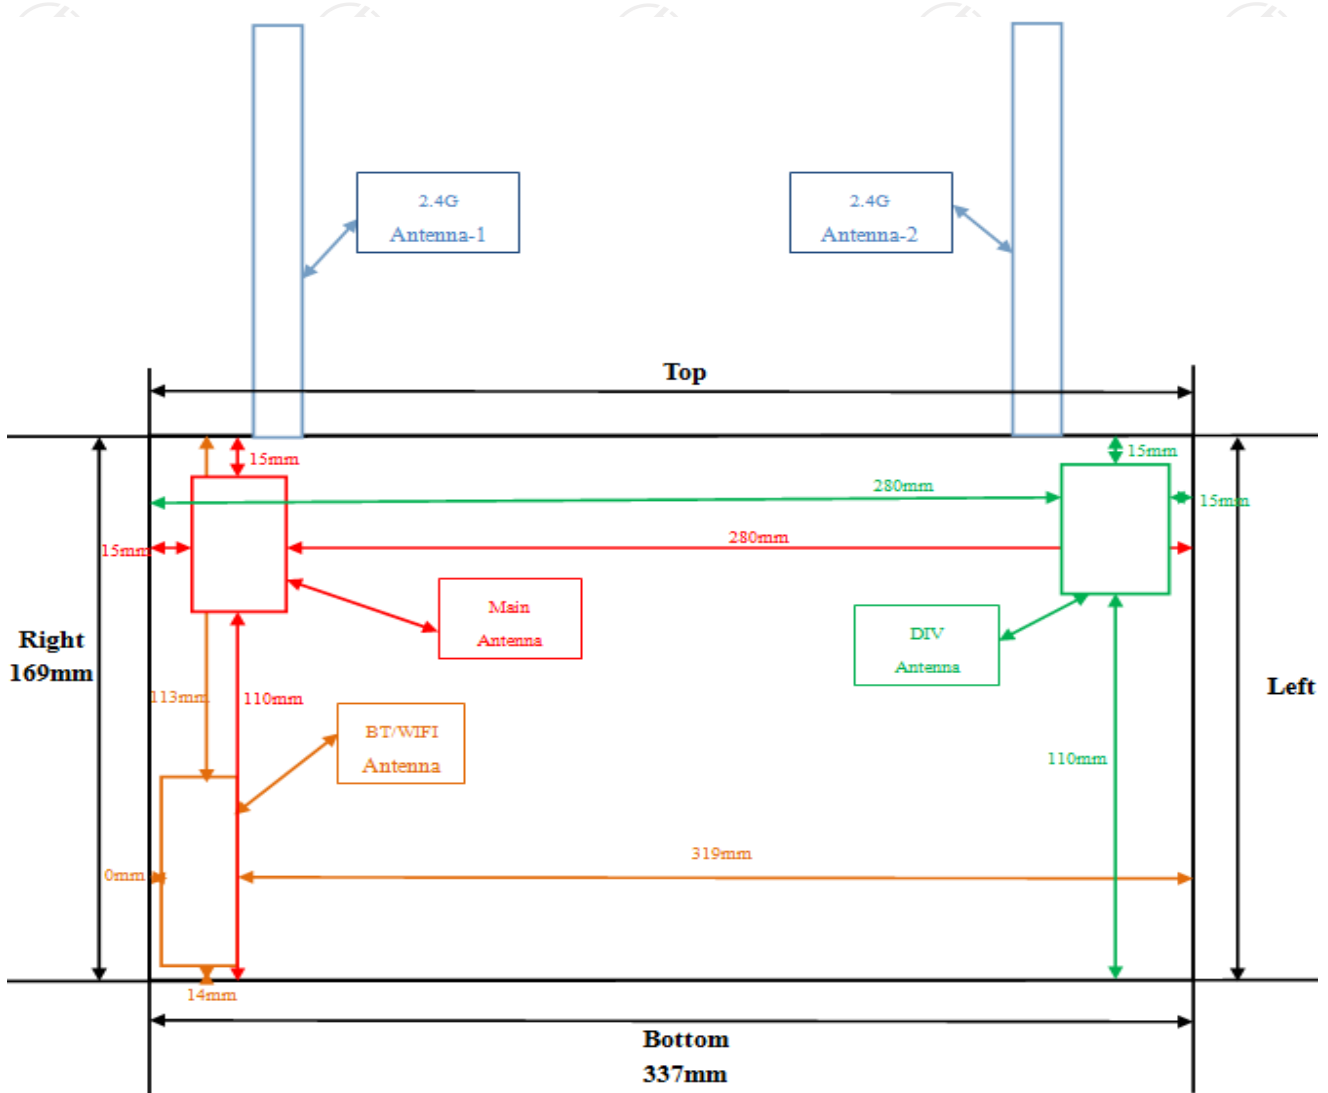 2.4G
Antenna-1
2.4G
Antenna-2
Top
15mm
15mm
280mm
15mm
15mm
280mm
Main
Antenna
DIV
Antenna
Right
169mm
Left
113mm
110mm
BT/WIFI
Antenna
110mm
319mm
0mm
14mm
Bottom
337mm